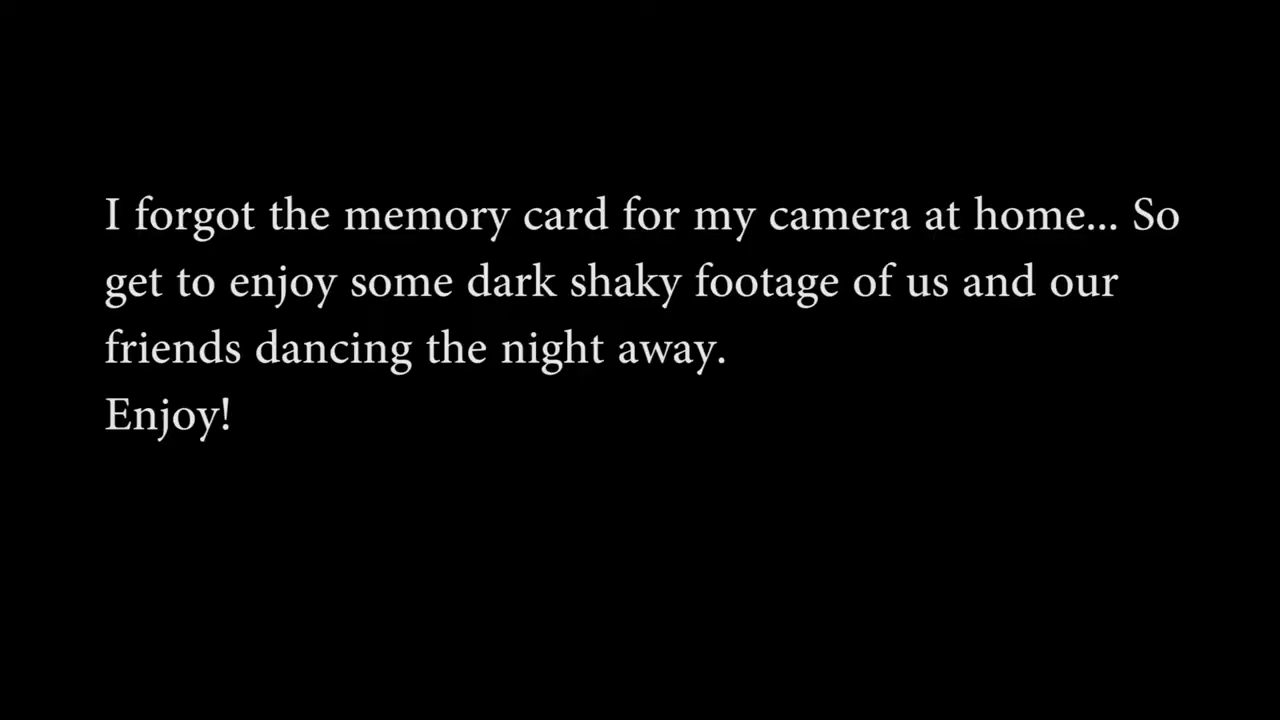 I forgot the memory card for my camera at home... So
get to enjoy some dark shaky footage of us and our
friends dancing the night away.
Enjoy!